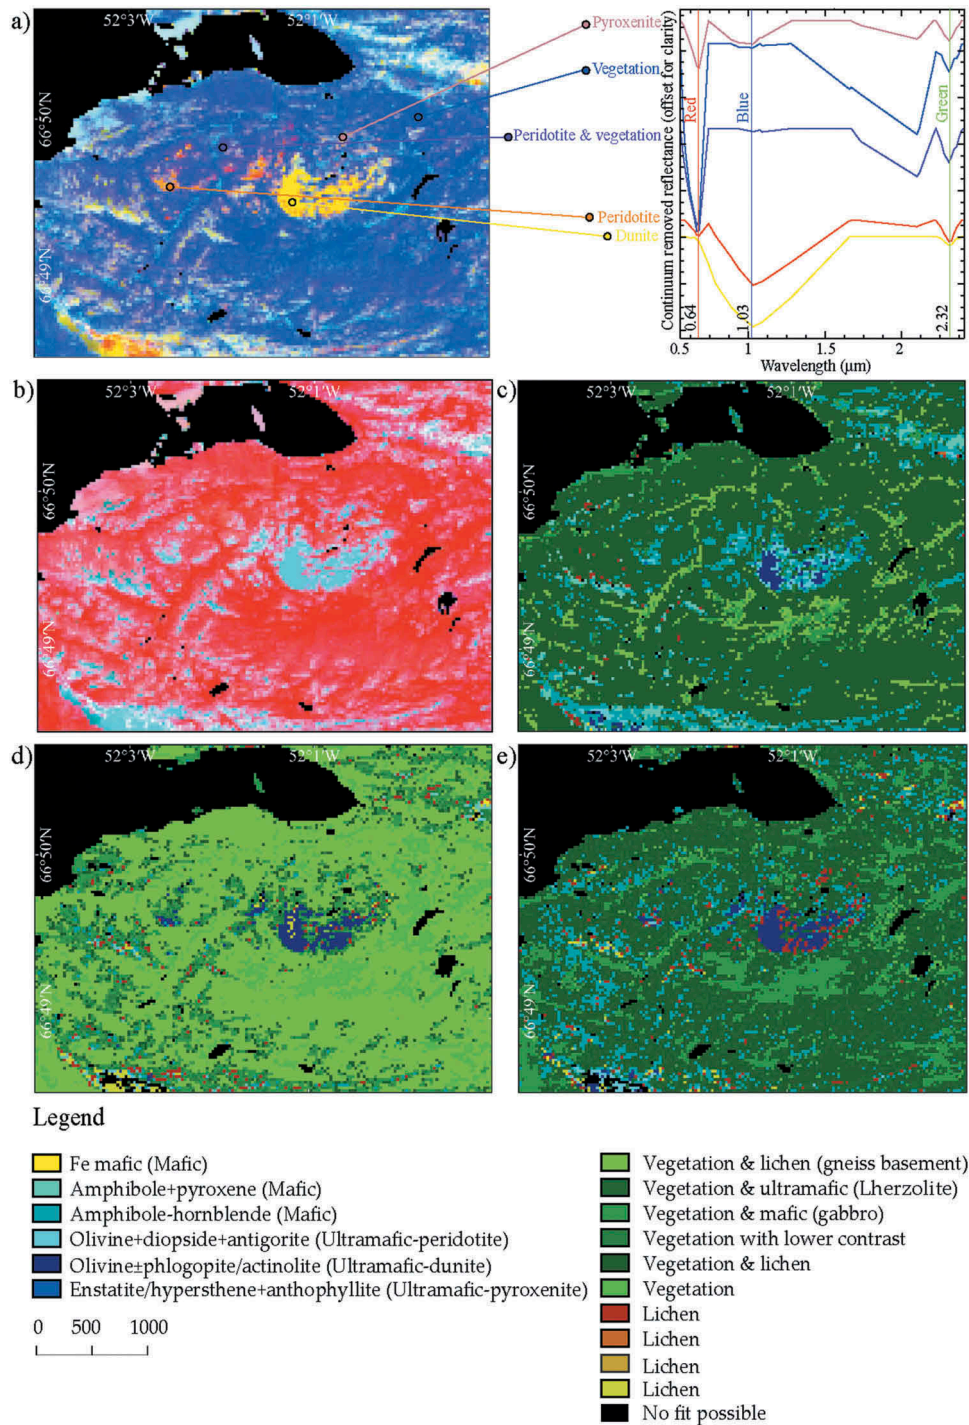 a)
52°3'W
52°1'W
66°50'N
66°49'N
Pyroxenite
Vegetation
Peridotite & vegetation
Peridotite
Dunite
Continuum removed reflectance (offset for clarity)
Red
Blue
Green
0.64
1.03
2.32
0.5
1
1.5
2
Wavelength (µm)
b)
52°3'W
52°1'W
66°50'N
66°49'N
c)
52°3'W
52°1'W
66°50'N
66°49'N
d)
52°3'W
52°1'W
66°50'N
66°49'N
e)
52°3'W
52°1'W
66°50'N
66°49'N
Legend
Fe mafic (Mafic)
Amphibole+pyroxene (Mafic)
Amphibole-hornblende (Mafic)
Olivine+diopside+antigorite (Ultramafic-peridotite)
Olivine±phlogopite/actinolite (Ultramafic-dunite)
Enstatite/hypersthene+anthophyllite (Ultramafic-pyroxenite)
0 500 1000
Vegetation & lichen (gneiss basement)
Vegetation & ultramafic (Lherzolite)
Vegetation & mafic (gabbro)
Vegetation with lower contrast
Vegetation & lichen
Vegetation
Lichen
Lichen
Lichen
Lichen
No fit possible